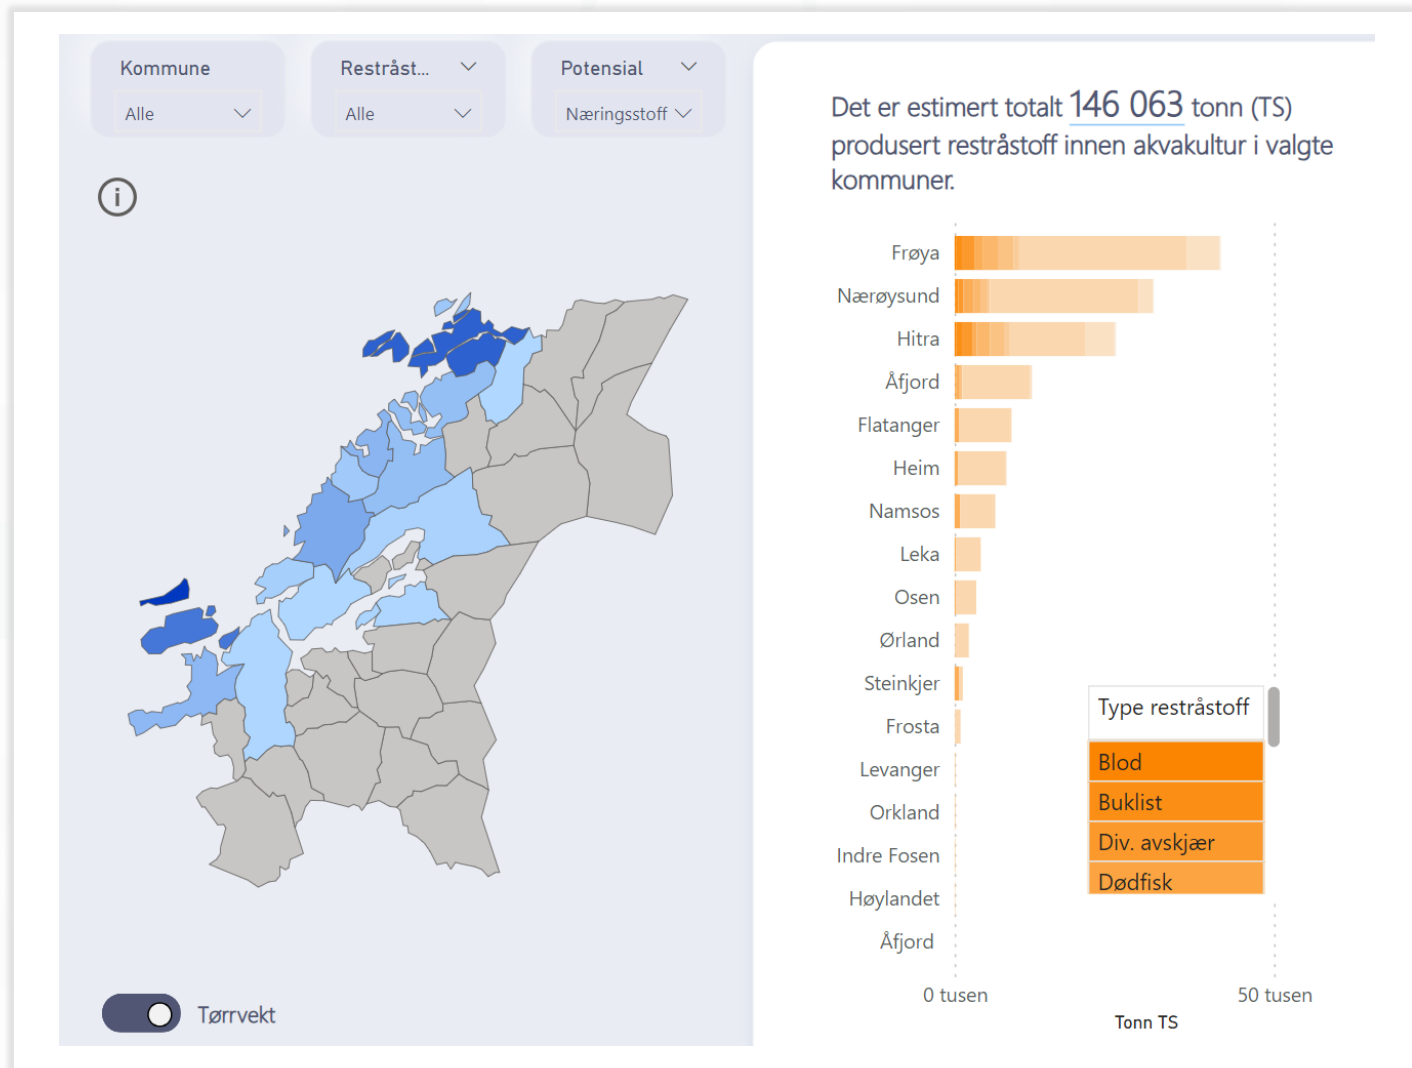 Kommune
Alle
Restråst...
Alle
Potensial
Næringsstoff
i
Tørrvekt
Det er estimert totalt 146 063 tonn (TS)
produsert restråstoff innen akvakultur i valgte
kommuner.
Frøya
Nærøysund
Hitra
Åfjord
Flatanger
Heim
Namsos
Leka
Osen
Ørland
Steinkjer
Frosta
Levanger
Orkland
Indre Fosen
Høylandet
Åfjord
0 tusen
50 tusen
Tonn TS
Type restråstoff
Blod
Buklist
Div. avskjær
Dødfisk